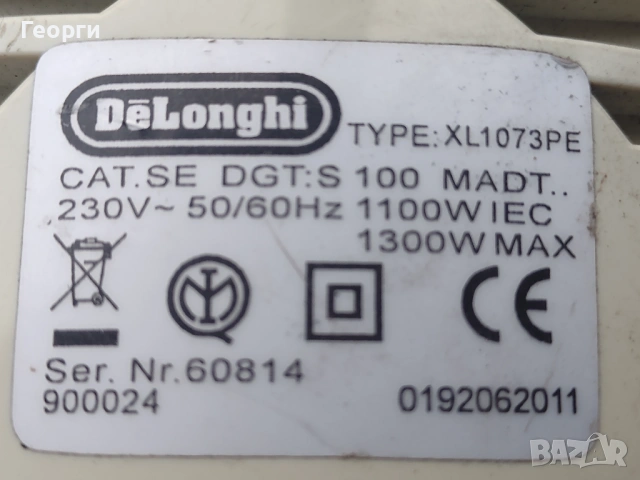 Георги
DēLonghi
TYPE: XL1073PE
CAT.SE DGT:S 100 MADT..
230V~ 50/60Hz 1100W IEC
1300W MAX
CE
Ser. Nr.60814
900024
0192062011
BAZAR